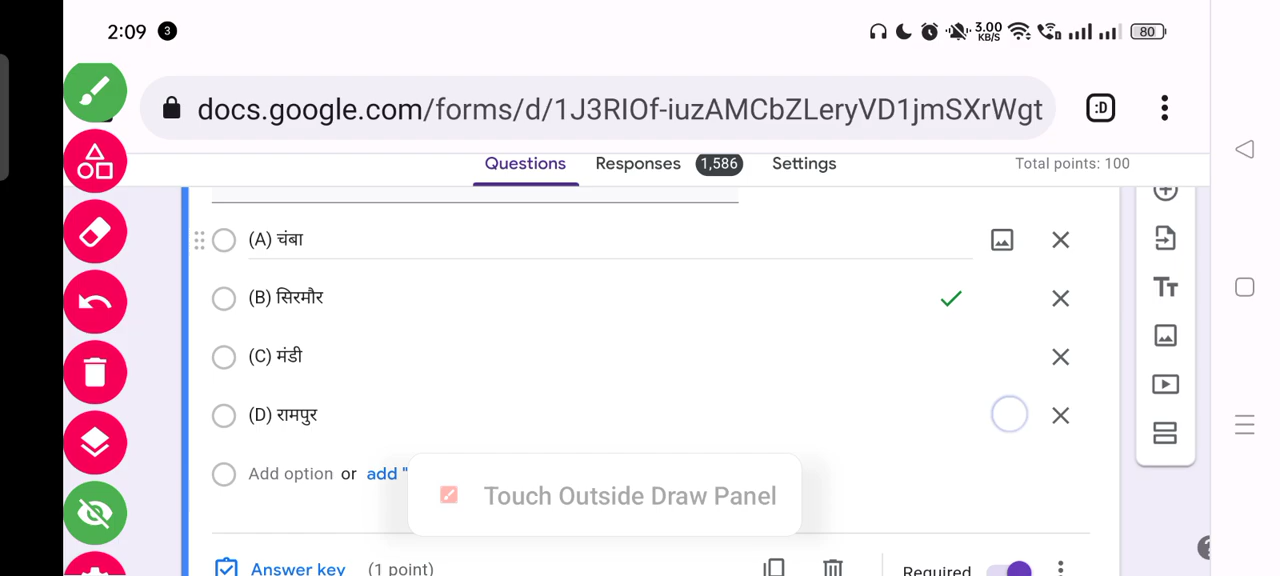 2:09 3 3.00 KB/S 80
docs.google.com/forms/d/1J3RIOf-iuzAMCbZLeryVD1jmSXrWgt :D
Questions Responses 1,586 Settings Total points: 100
(A) चंबा
(B) सिरमौर
(C) मंडी
(D) रामपुर
Add option or add "
Touch Outside Draw Panel
Answer key (1 point) Required